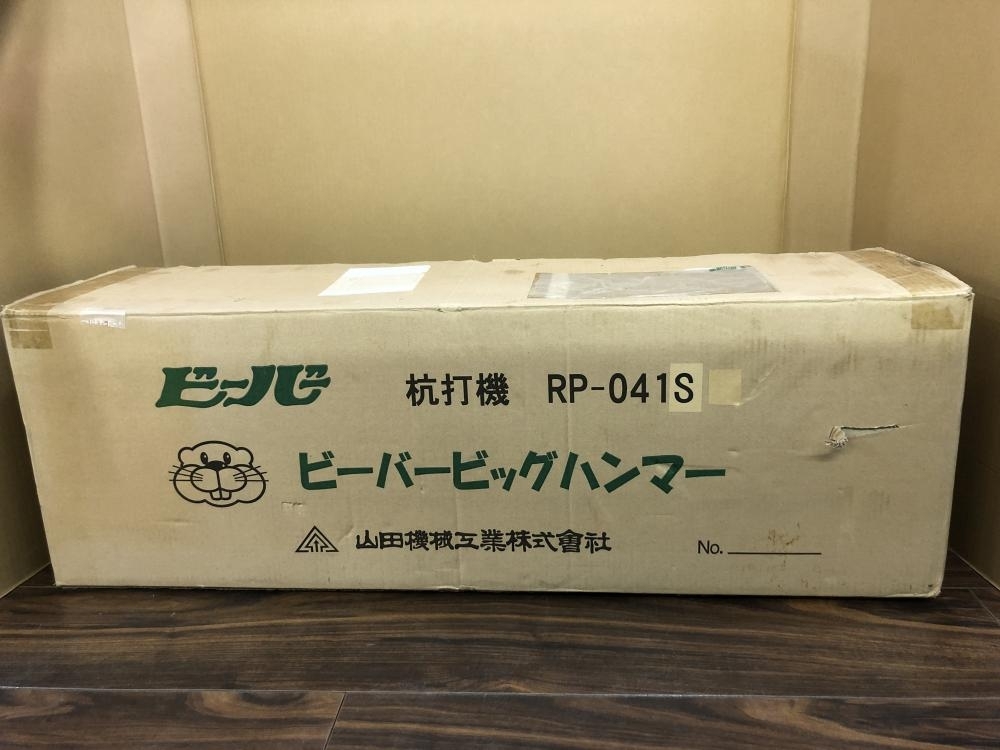 ビーバー
杭打機 RP-041S
ビーバービッグハンマー
山田機械工業株式會社
No.